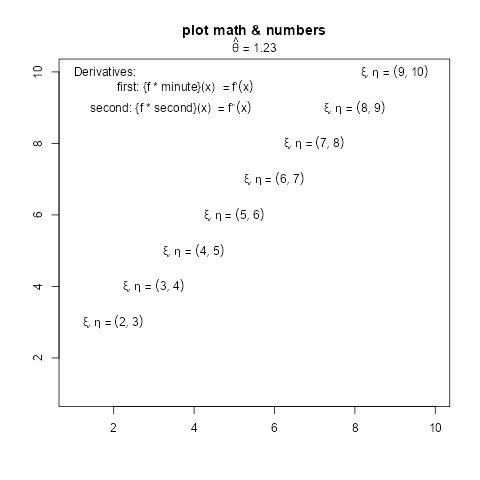 plot math & numbers
θ̂ = 1.23
Derivatives:
first: {f * minute}(x) = f′(x)
second: {f * second}(x) = f″(x)
ξ, η = (9, 10)
ξ, η = (8, 9)
ξ, η = (7, 8)
ξ, η = (6, 7)
ξ, η = (5, 6)
ξ, η = (4, 5)
ξ, η = (3, 4)
ξ, η = (2, 3)
10
8
6
4
2
2 4 6 8 10